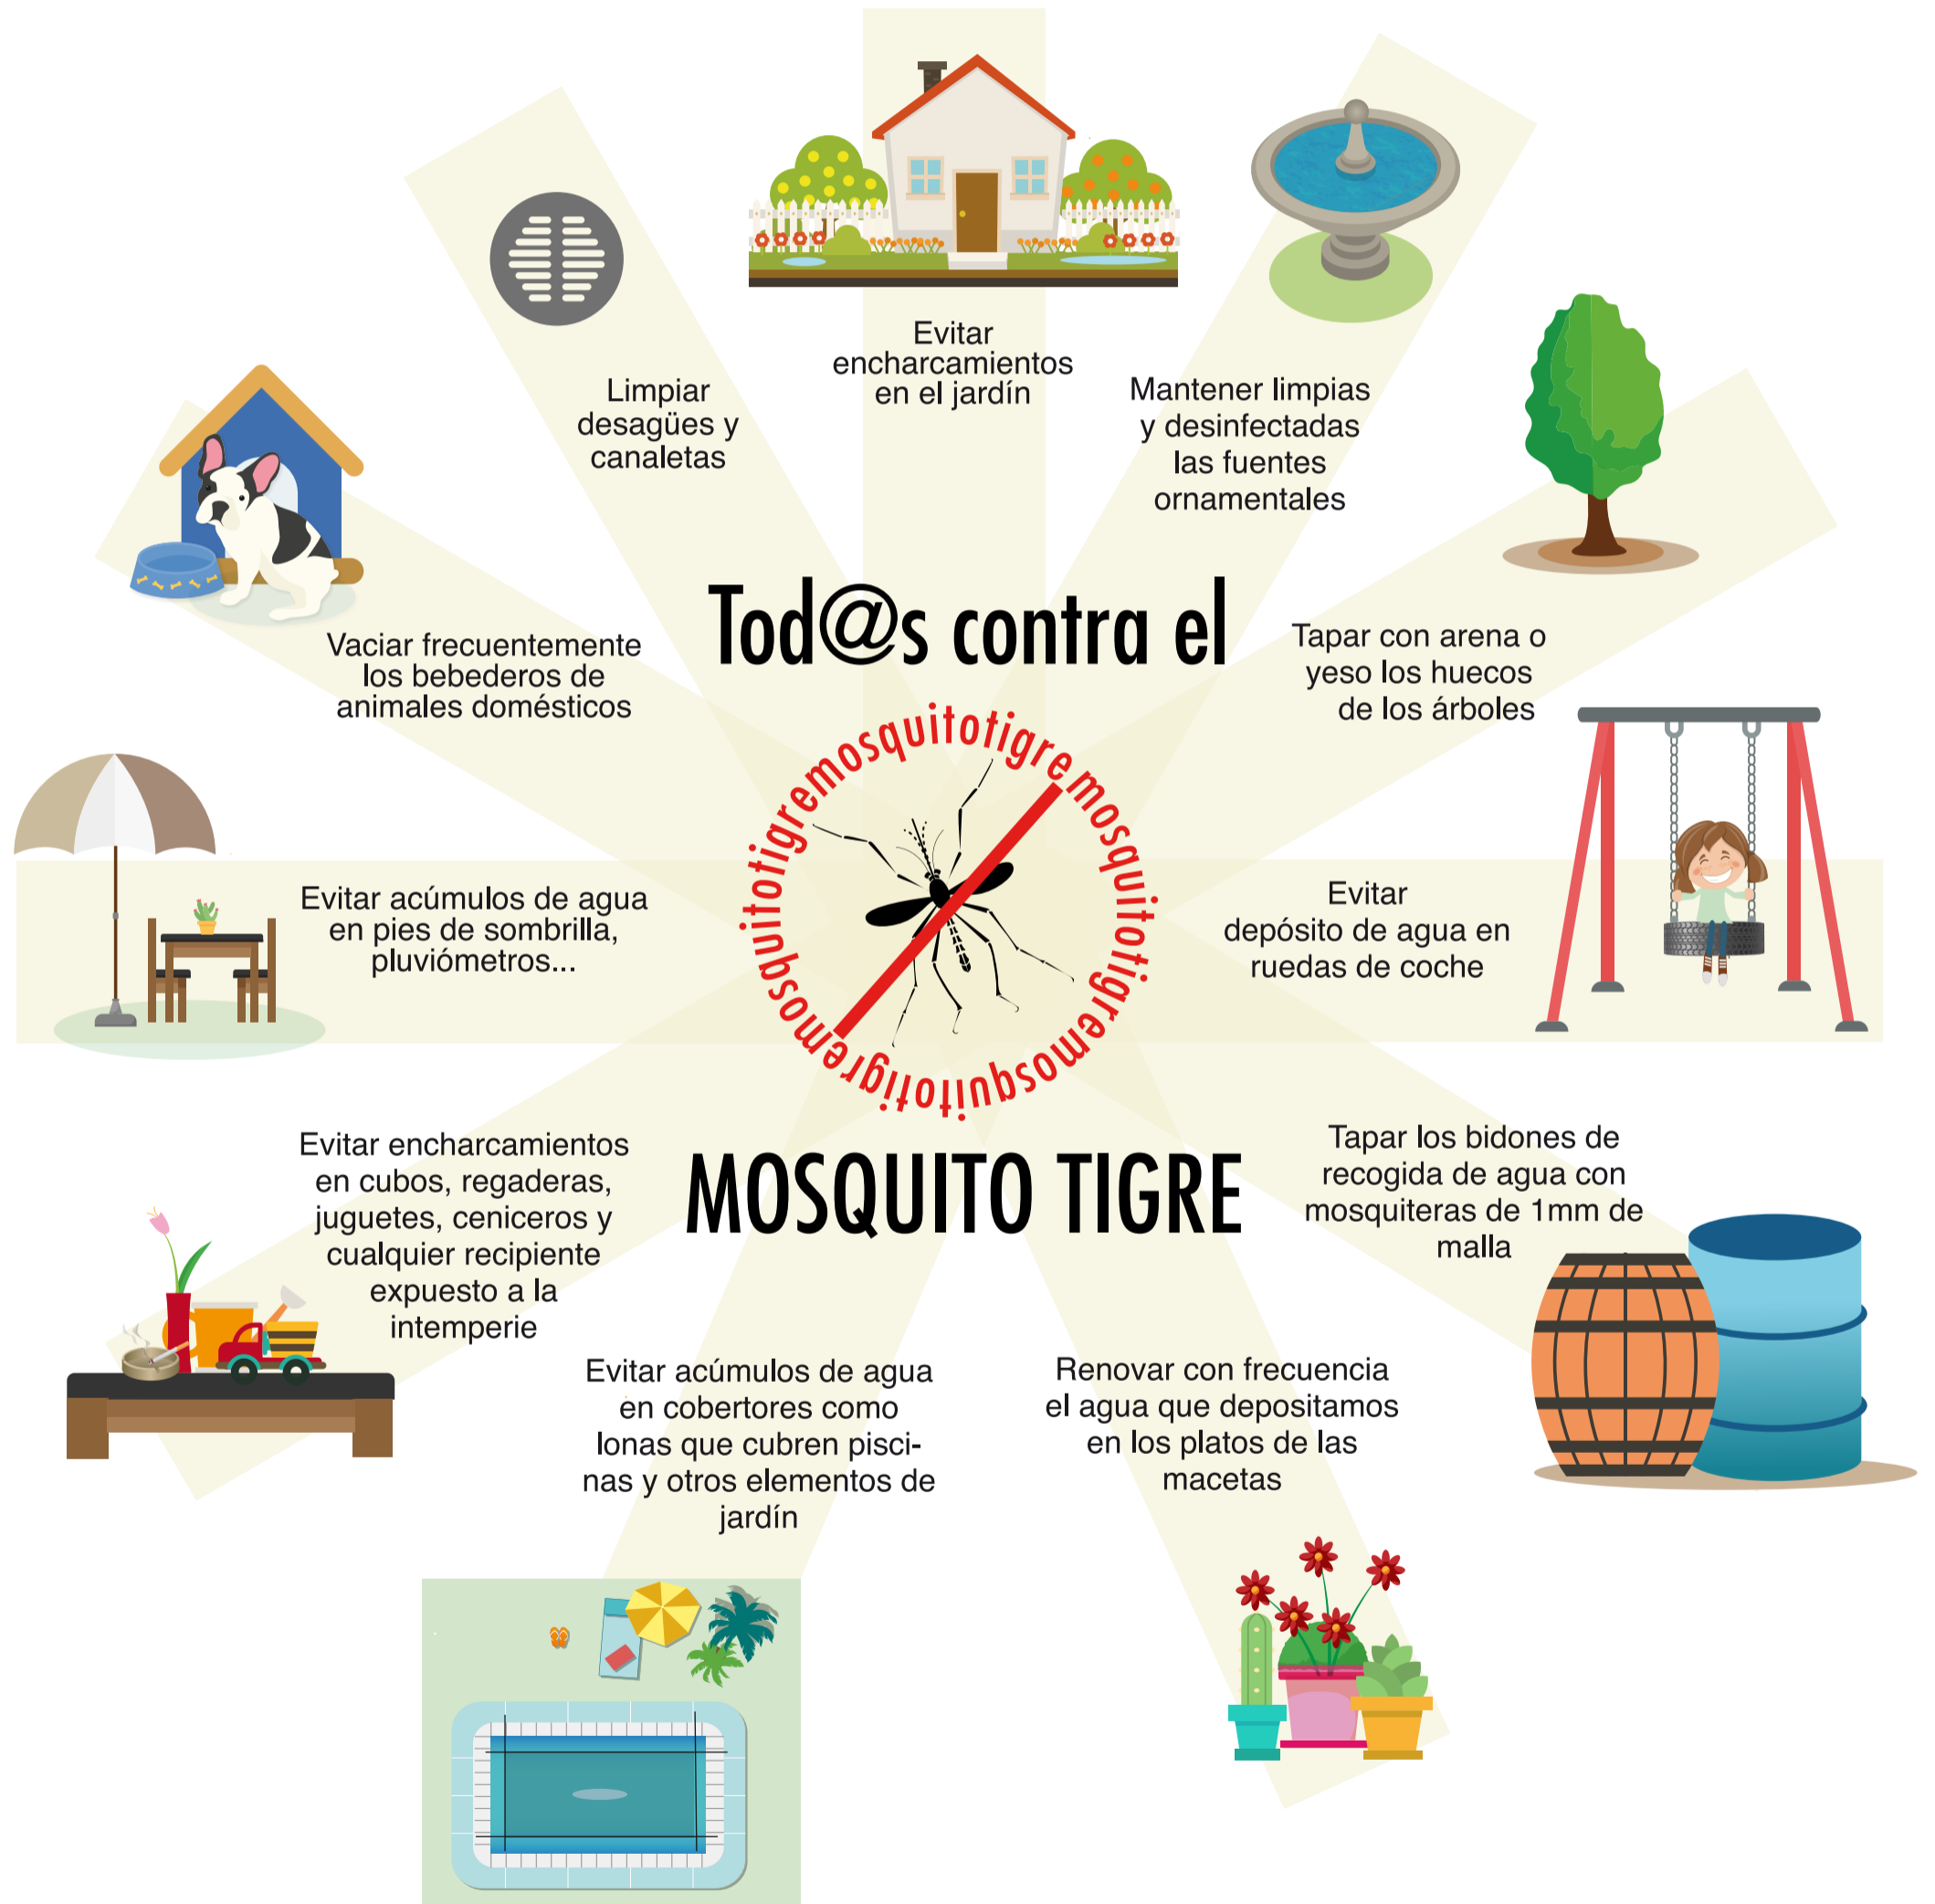 Evitar
encharcamientos
en el jardín
Limpiar
desagües y
canaletas
Mantener limpias
y desinfectadas
las fuentes
ornamentales
Vaciar frecuentemente
los bebederos de
animales domésticos
Tod@s contra el
Tapar con arena o
yeso los huecos
de los árboles
mosquitotigremosquitotigremosquitotigremosquitotigre
Evitar acúmulos de agua
en pies de sombrilla,
pluviómetros...
Evitar
depósito de agua en
ruedas de coche
MOSQUITO TIGRE
Evitar encharcamientos
en cubos, regaderas,
juguetes, ceniceros y
cualquier recipiente
expuesto a la
intemperie
Tapar los bidones de
recogida de agua con
mosquiteras de 1mm de
malla
Evitar acúmulos de agua
en cobertores como
lonas que cubren pisci-
nas y otros elementos de
jardín
Renovar con frecuencia
el agua que depositamos
en los platos de las
macetas